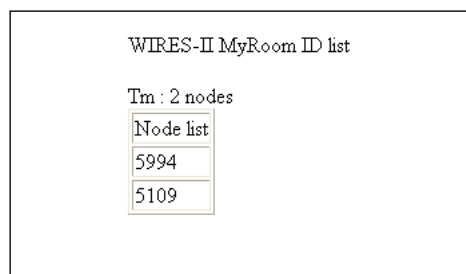 WIRES-II MyRoom ID list
Tm : 2 nodes
Node list
5994
5109